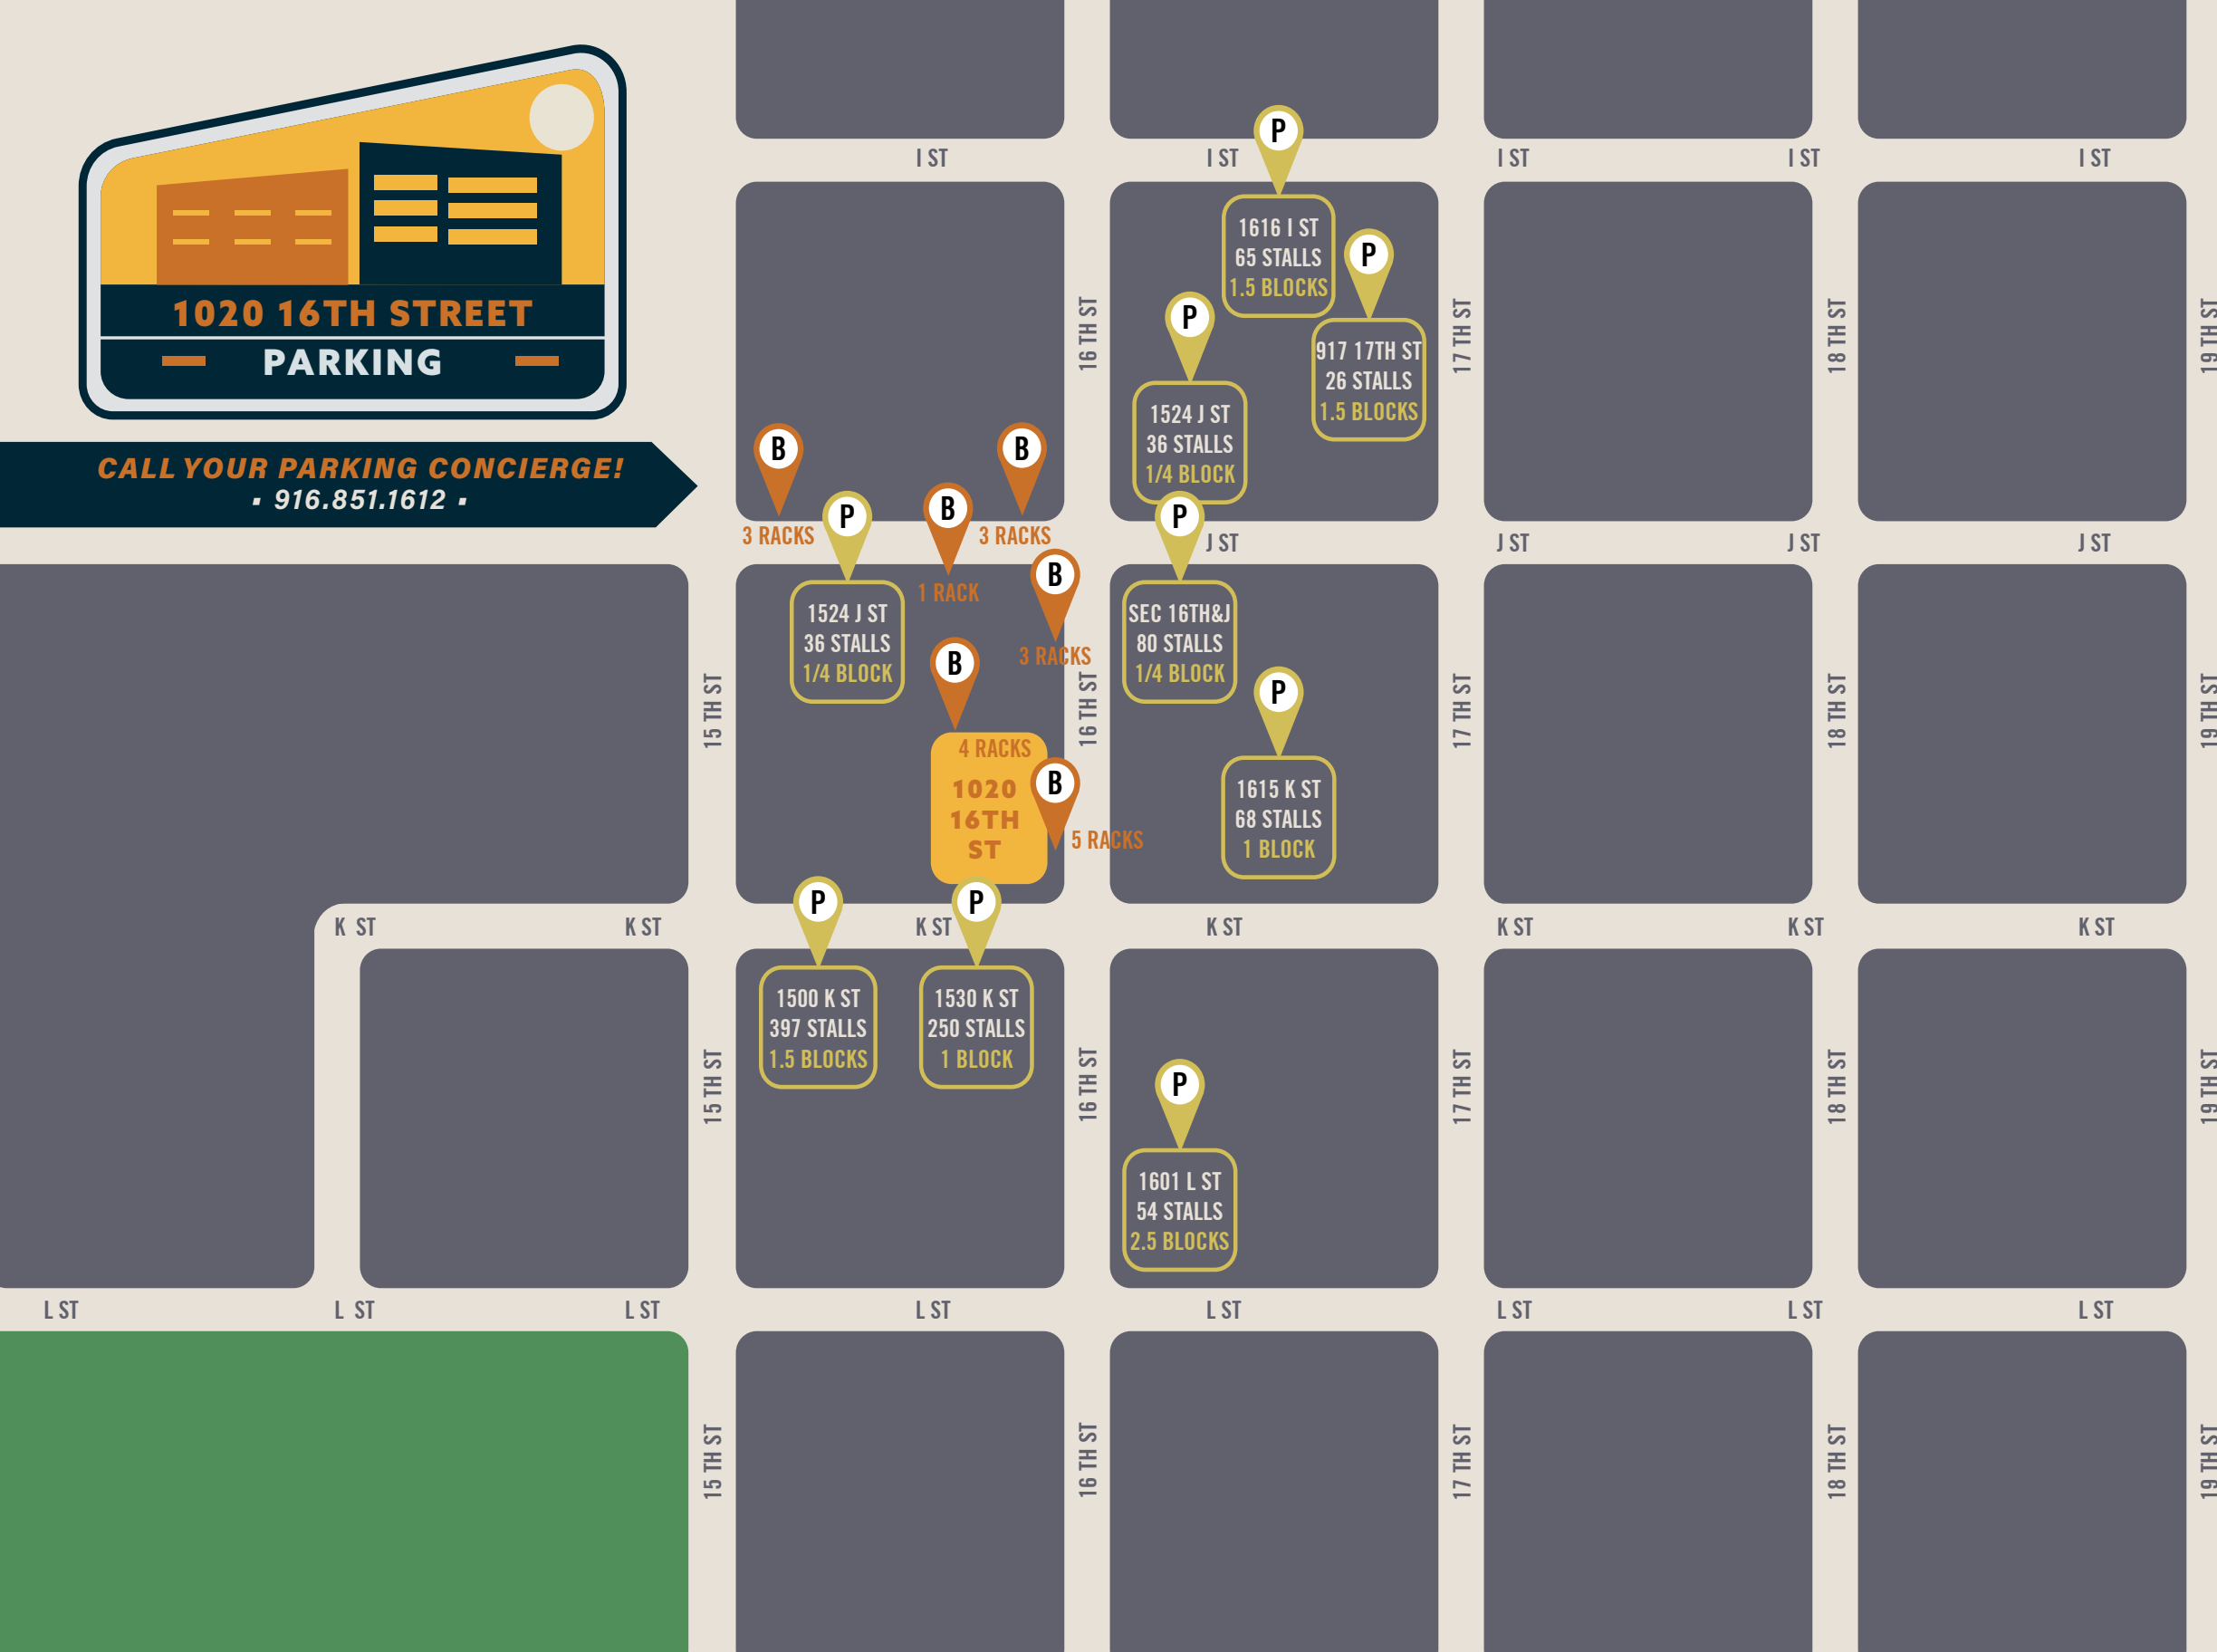 1020 16TH STREET
PARKING
CALL YOUR PARKING CONCIERGE!
· 916.851.1612 ·
I ST
I ST
I ST
I ST
I ST
P
1616 I ST
65 STALLS
1.5 BLOCKS
P
917 17TH ST
26 STALLS
1.5 BLOCKS
P
1524 J ST
36 STALLS
1/4 BLOCK
16 TH ST
17 TH ST
18 TH ST
19 TH ST
B
3 RACKS
B
3 RACKS
B
1 RACK
B
3 RACKS
J ST
J ST
J ST
J ST
P
1524 J ST
36 STALLS
1/4 BLOCK
P
SEC 16TH&J
80 STALLS
1/4 BLOCK
B
4 RACKS
1020
16TH
ST
B
5 RACKS
P
1615 K ST
68 STALLS
1 BLOCK
15 TH ST
16 TH ST
17 TH ST
18 TH ST
19 TH ST
K ST
K ST
K ST
K ST
K ST
K ST
K ST
P
1500 K ST
397 STALLS
1.5 BLOCKS
P
1530 K ST
250 STALLS
1 BLOCK
15 TH ST
16 TH ST
17 TH ST
18 TH ST
19 TH ST
P
1601 L ST
54 STALLS
2.5 BLOCKS
L ST
L ST
L ST
L ST
L ST
L ST
L ST
L ST
15 TH ST
16 TH ST
17 TH ST
18 TH ST
19 TH ST